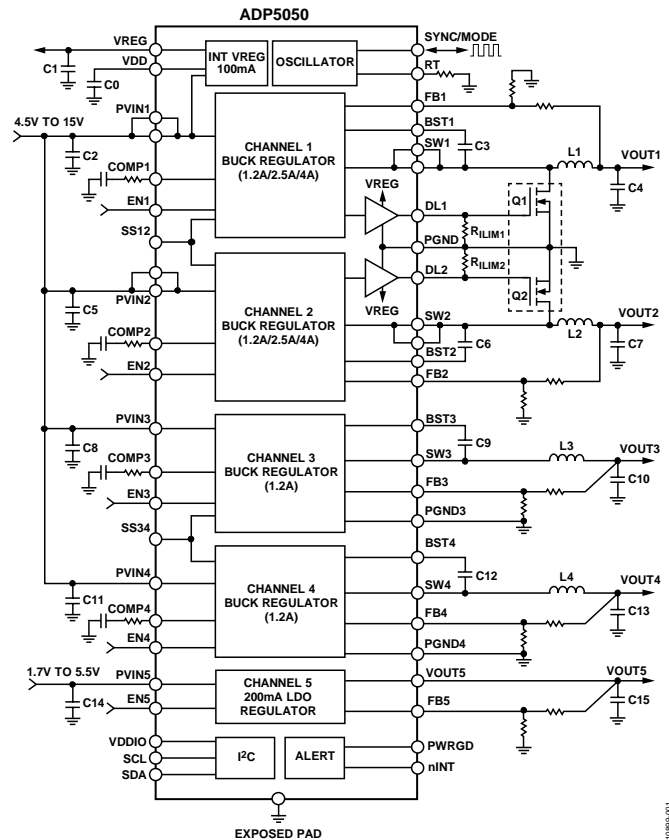 ADP5050
VREG
C1
VDD
C0
INT VREG
100mA
OSCILLATOR
SYNC/MODE
RT
4.5V TO 15V
PVIN1
C2
COMP1
EN1
SS12
CHANNEL 1
BUCK REGULATOR
(1.2A/2.5A/4A)
FB1
BST1
SW1
C3
L1
VOUT1
C4
VREG
DL1
Q1
RILIM1
PGND
RILIM2
DL2
Q2
VREG
PVIN2
C5
COMP2
EN2
CHANNEL 2
BUCK REGULATOR
(1.2A/2.5A/4A)
SW2
L2
VOUT2
C6
C7
BST2
FB2
PVIN3
C8
COMP3
EN3
SS34
CHANNEL 3
BUCK REGULATOR
(1.2A)
BST3
C9
SW3
L3
VOUT3
C10
FB3
PGND3
PVIN4
C11
COMP4
EN4
CHANNEL 4
BUCK REGULATOR
(1.2A)
BST4
C12
SW4
L4
VOUT4
C13
FB4
PGND4
1.7V TO 5.5V
PVIN5
C14
EN5
CHANNEL 5
200mA LDO
REGULATOR
VOUT5
VOUT5
C15
FB5
VDDIO
SCL
SDA
I2C
ALERT
PWRGD
nINT
EXPOSED PAD